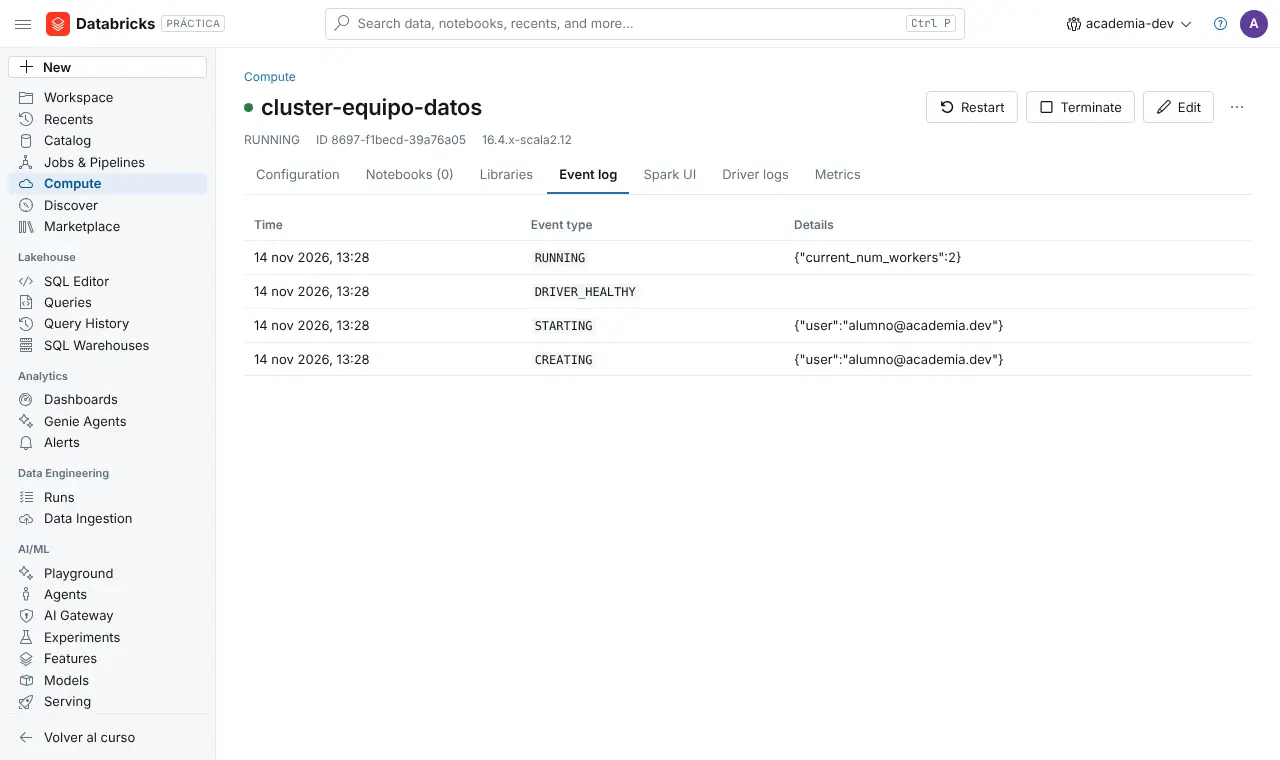 Databricks PRÁCTICA
Search data, notebooks, recents, and more... Ctrl P
academia-dev
A
New
Workspace
Recents
Catalog
Jobs & Pipelines
Compute
Discover
Marketplace
Lakehouse
SQL Editor
Queries
Query History
SQL Warehouses
Analytics
Dashboards
Genie Agents
Alerts
Data Engineering
Runs
Data Ingestion
AI/ML
Playground
Agents
AI Gateway
Experiments
Features
Models
Serving
Volver al curso
Compute
cluster-equipo-datos
Restart Terminate Edit
RUNNING ID 8697-f1becd-39a76a05 16.4.x-scala2.12
Configuration Notebooks (0) Libraries Event log Spark UI Driver logs Metrics
Time Event type Details
14 nov 2026, 13:28 RUNNING {"current_num_workers":2}
14 nov 2026, 13:28 DRIVER_HEALTHY
14 nov 2026, 13:28 STARTING {"user":"alumno@academia.dev"}
14 nov 2026, 13:28 CREATING {"user":"alumno@academia.dev"}